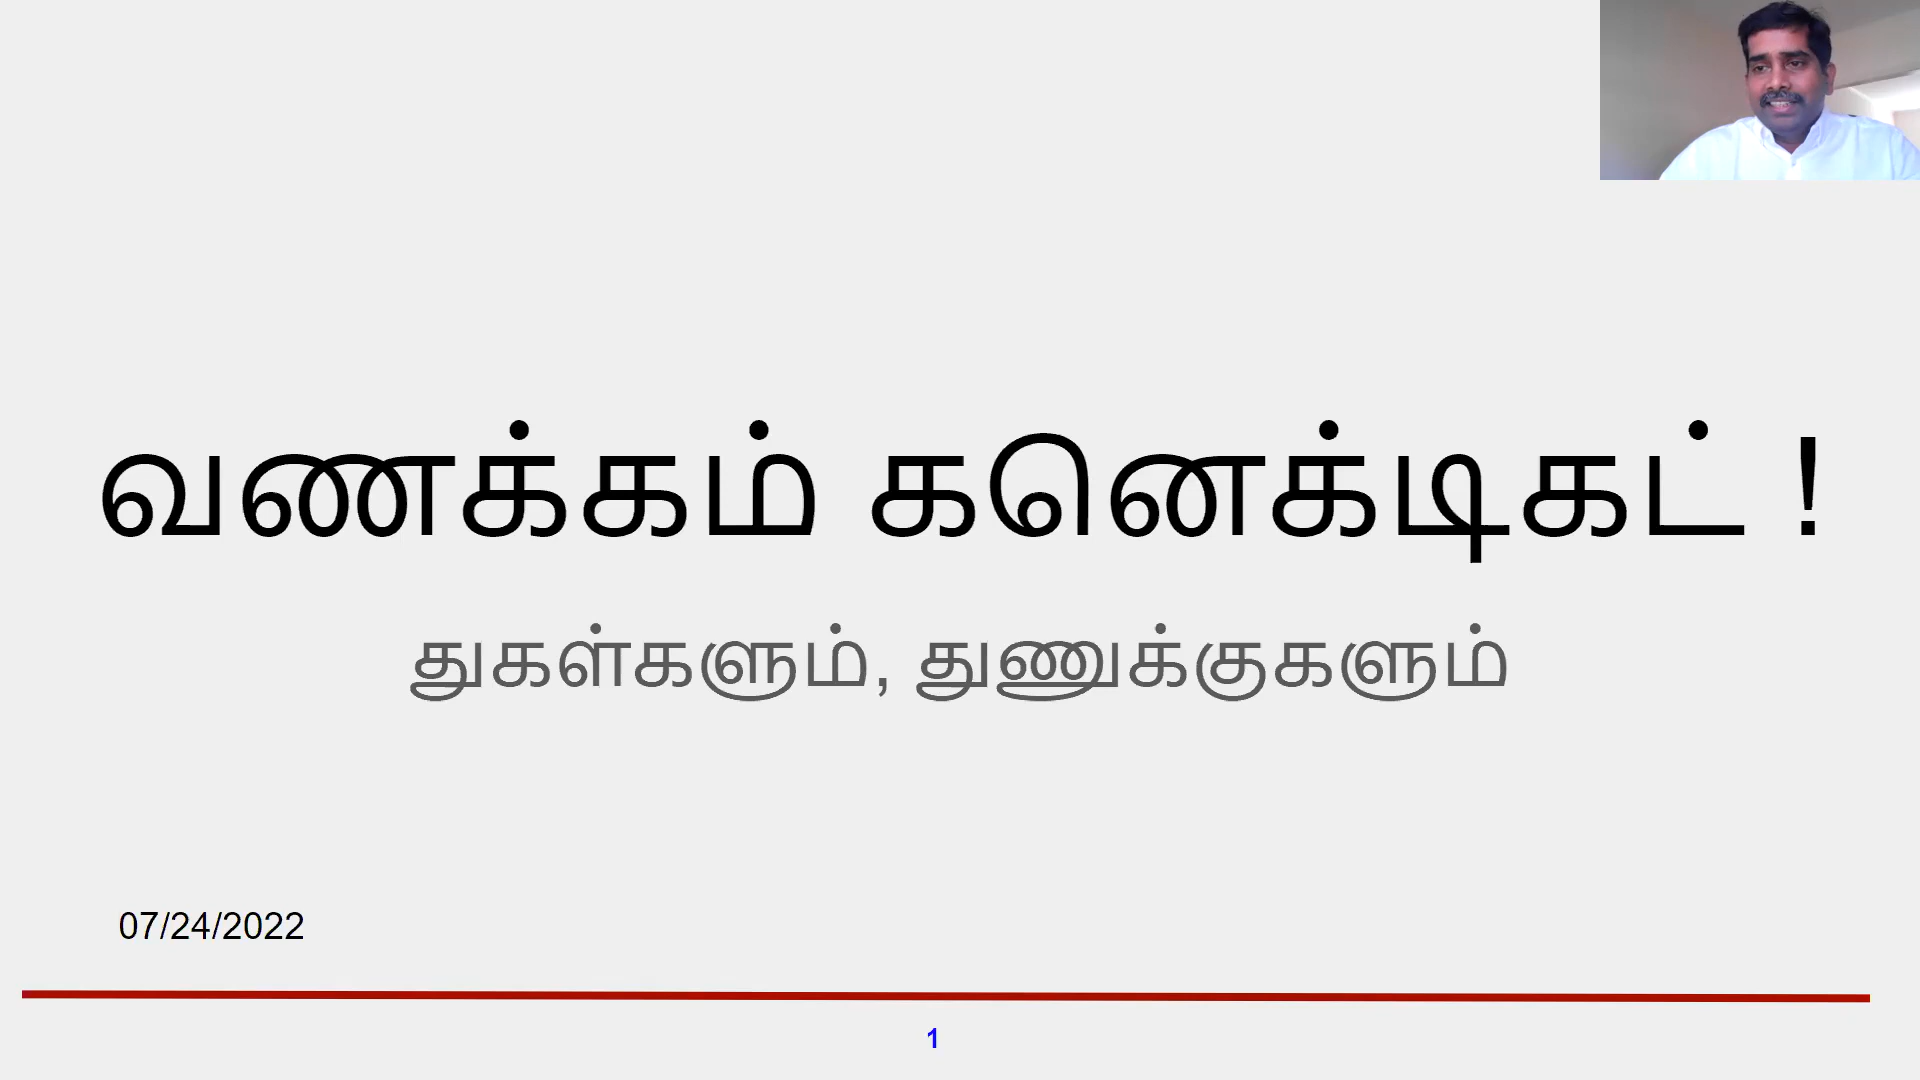 வணக்கம் கனெக்டிகட் !
துகள்களும், துணுக்குகளும்
07/24/2022
1